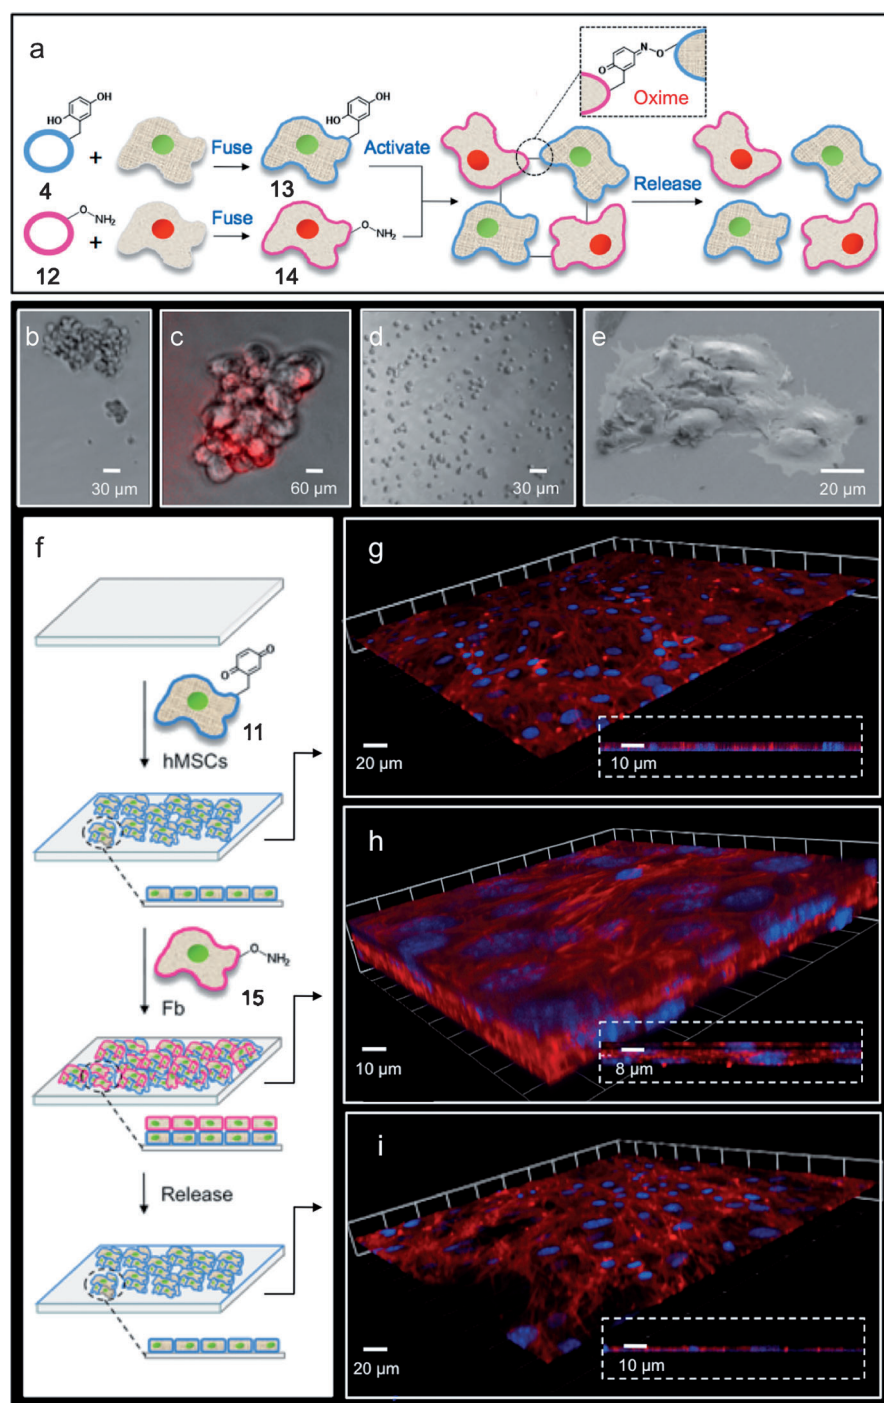 a
OH
HO
4
+
Fuse
OH
HO
13
Activate
N
O
O
Oxime
Release
O
NH₂
12
+
Fuse
O
NH₂
14
b
30 µm
c
60 µm
d
30 µm
e
20 µm
f
O
O
11
hMSCs
O
NH₂
15
Fb
Release
g
20 µm
10 µm
h
10 µm
8 µm
i
20 µm
10 µm